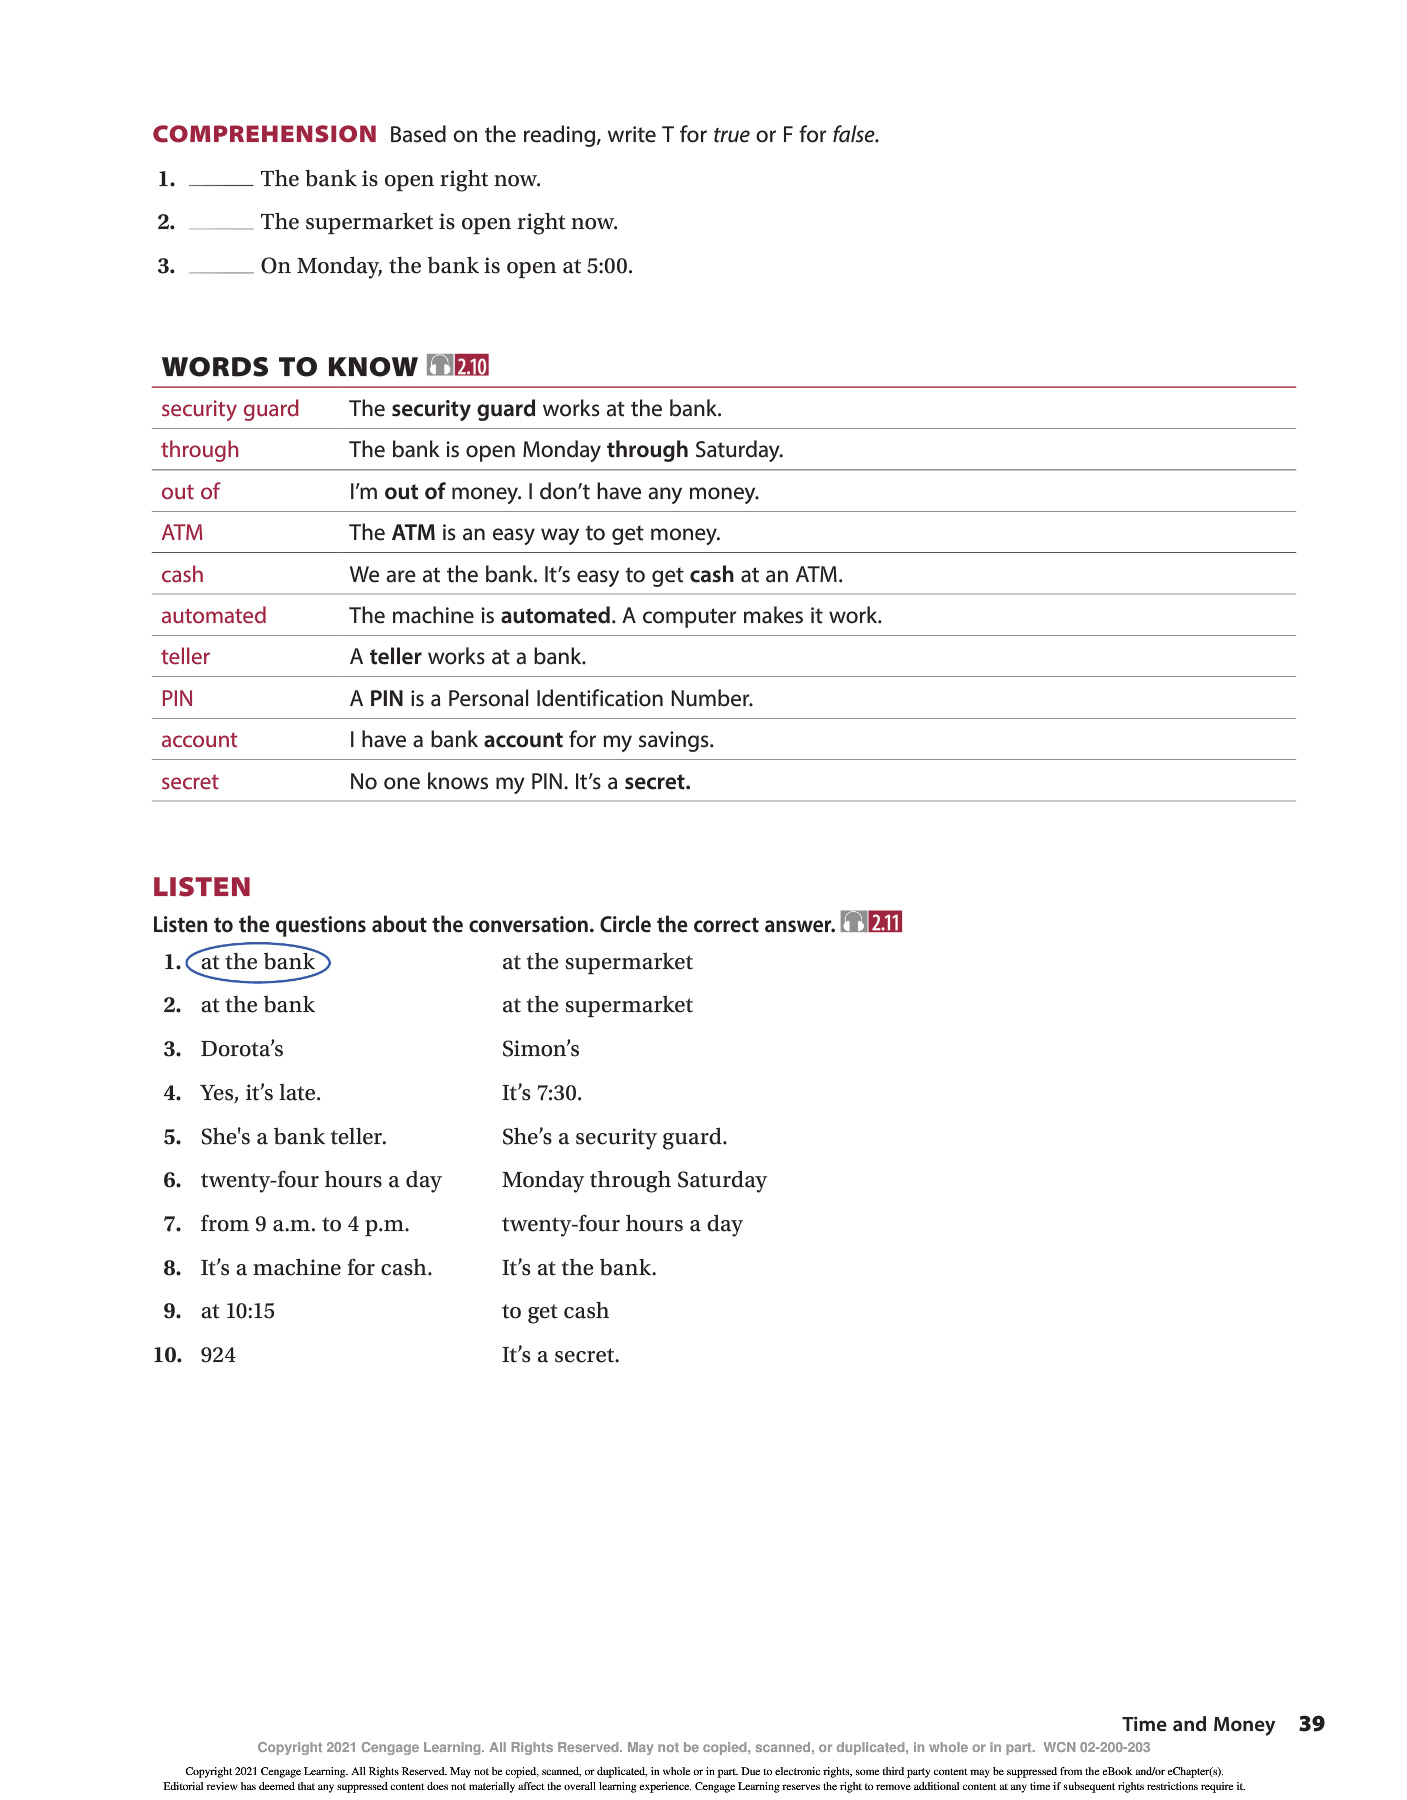 COMPREHENSION Based on the reading, write T for true or F for false.
1. ______ The bank is open right now.
2. ______ The supermarket is open right now.
3. ______ On Monday, the bank is open at 5:00.
WORDS TO KNOW 2.10
security guard The security guard works at the bank.
through The bank is open Monday through Saturday.
out of I’m out of money. I don’t have any money.
ATM The ATM is an easy way to get money.
cash We are at the bank. It’s easy to get cash at an ATM.
automated The machine is automated. A computer makes it work.
teller A teller works at a bank.
PIN A PIN is a Personal Identification Number.
account I have a bank account for my savings.
secret No one knows my PIN. It’s a secret.
LISTEN
Listen to the questions about the conversation. Circle the correct answer. 2.11
1. at the bank at the supermarket
2. at the bank at the supermarket
3. Dorota’s Simon’s
4. Yes, it’s late. It’s 7:30.
5. She's a bank teller. She’s a security guard.
6. twenty-four hours a day Monday through Saturday
7. from 9 a.m. to 4 p.m. twenty-four hours a day
8. It’s a machine for cash. It’s at the bank.
9. at 10:15 to get cash
10. 924 It’s a secret.
Time and Money 39
Copyright 2021 Cengage Learning. All Rights Reserved. May not be copied, scanned, or duplicated, in whole or in part. WCN 02-200-203
Copyright 2021 Cengage Learning. All Rights Reserved. May not be copied, scanned, or duplicated, in whole or in part. Due to electronic rights, some third party content may be suppressed from the eBook and/or eChapter(s).
Editorial review has deemed that any suppressed content does not materially affect the overall learning experience. Cengage Learning reserves the right to remove additional content at any time if subsequent rights restrictions require it.